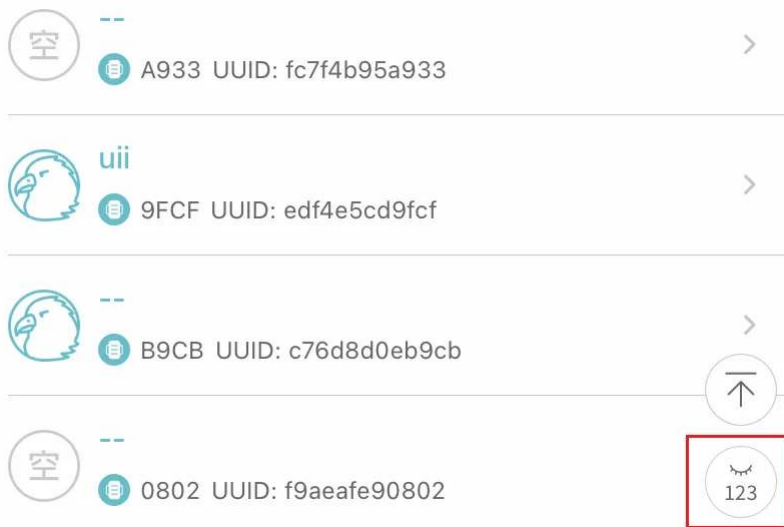 空
--
A933 UUID: fc7f4b95a933
uii
9FCF UUID: edf4e5cd9fcf
--
B9CB UUID: c76d8d0eb9cb
空
--
0802 UUID: f9aeafe90802
123